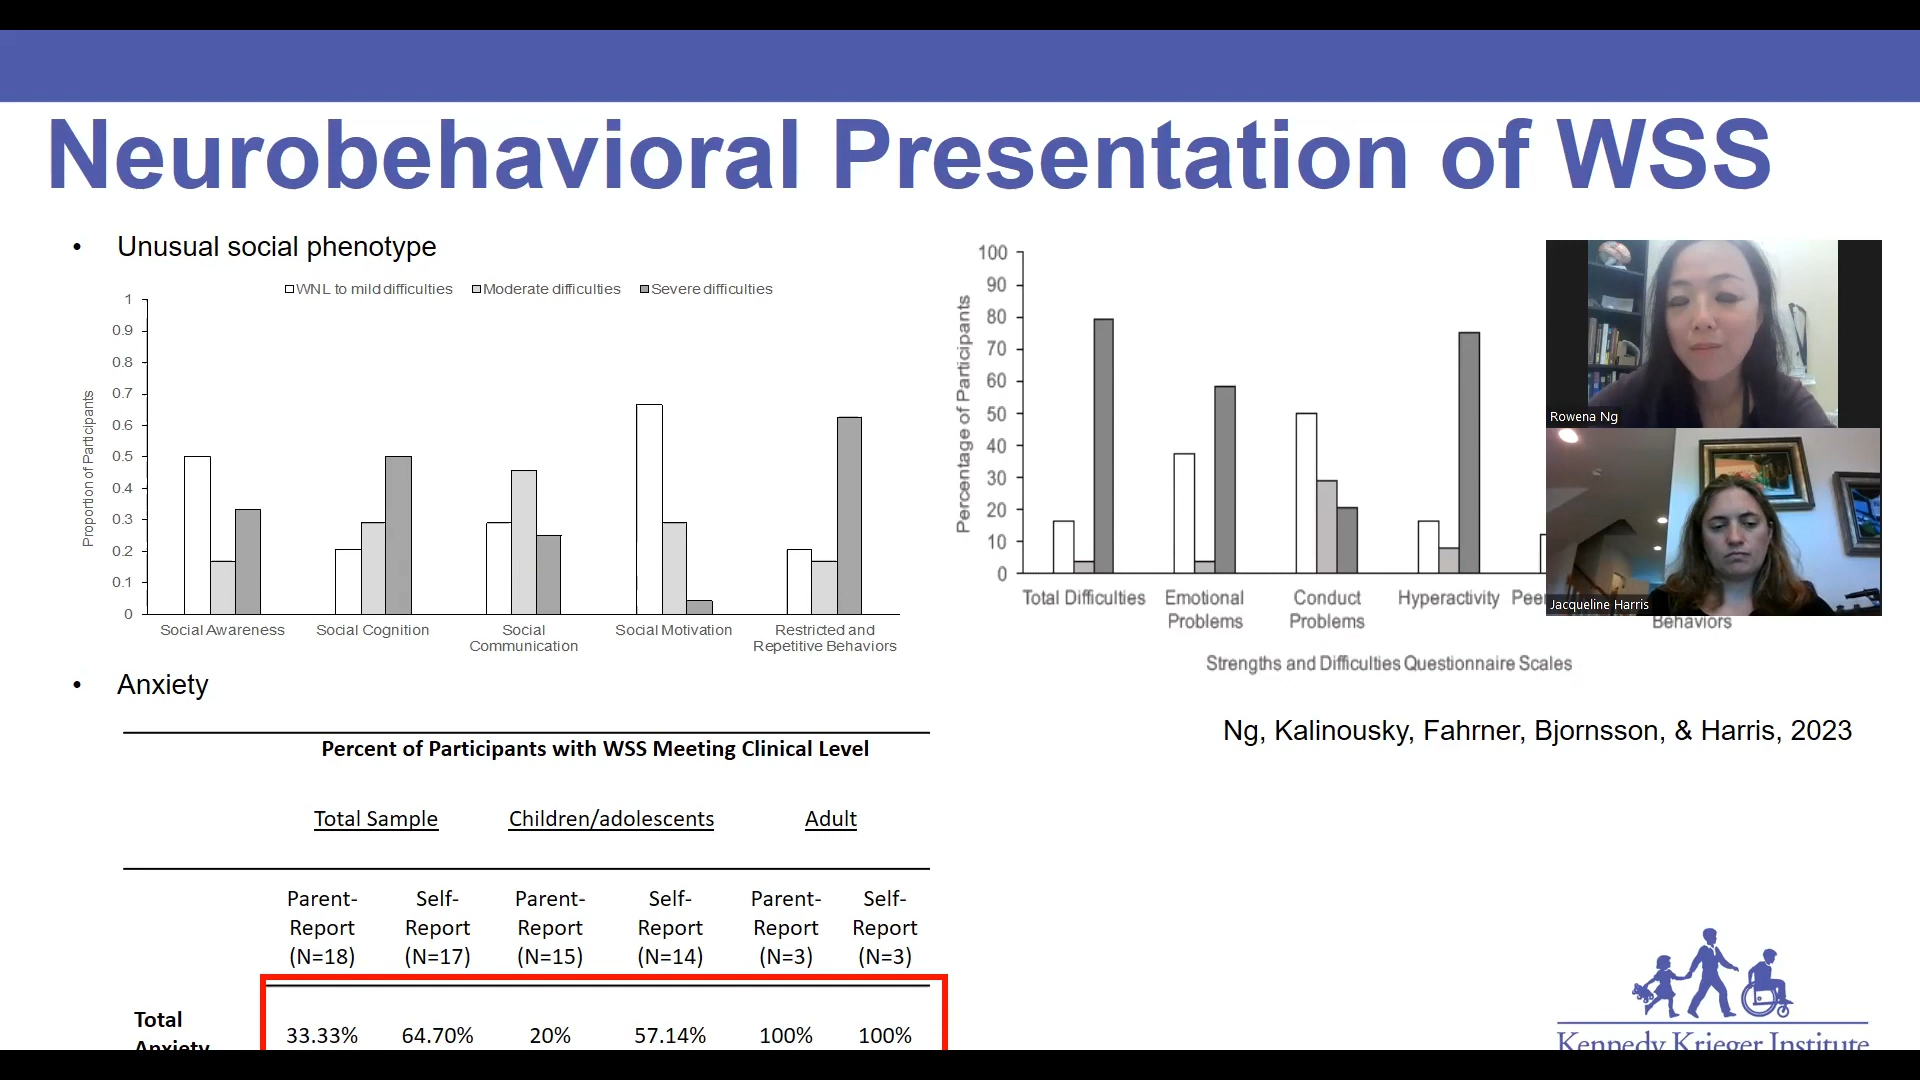 Neurobehavioral Presentation of WSS
• Unusual social phenotype
WNL to mild difficulties Moderate difficulties Severe difficulties
Proportion of Participants
1
0.9
0.8
0.7
0.6
0.5
0.4
0.3
0.2
0.1
0
Social Awareness
Social Cognition
Social
Communication
Social Motivation
Restricted and
Repetitive Behaviors
Percentage of Participants
100
90
80
70
60
50
40
30
20
10
0
Total Difficulties
Emotional
Problems
Conduct
Problems
Hyperactivity
Peer
Behaviors
Strengths and Difficulties Questionnaire Scales
Rowena Ng
Jacqueline Harris
Ng, Kalinousky, Fahrner, Bjornsson, & Harris, 2023
• Anxiety
Percent of Participants with WSS Meeting Clinical Level
Total Sample Children/adolescents Adult
Parent- Self- Parent- Self- Parent- Self-
Report Report Report Report Report Report
(N=18) (N=17) (N=15) (N=14) (N=3) (N=3)
Total
Anxiety
33.33% 64.70% 20% 57.14% 100% 100%
Kennedy Krieger Institute